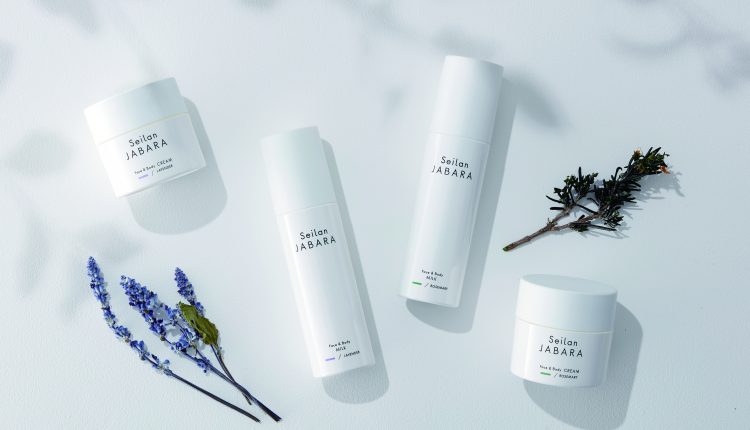 Seilan
JABARA
Face & Body CREAM
/ LAVENDER
Seilan
JABARA
Face & Body
MILK
/ LAVENDER
Seilan
JABARA
Face & Body
MILK
/ ROSEMARY
Seilan
JABARA
Face & Body CREAM
/ ROSEMARY